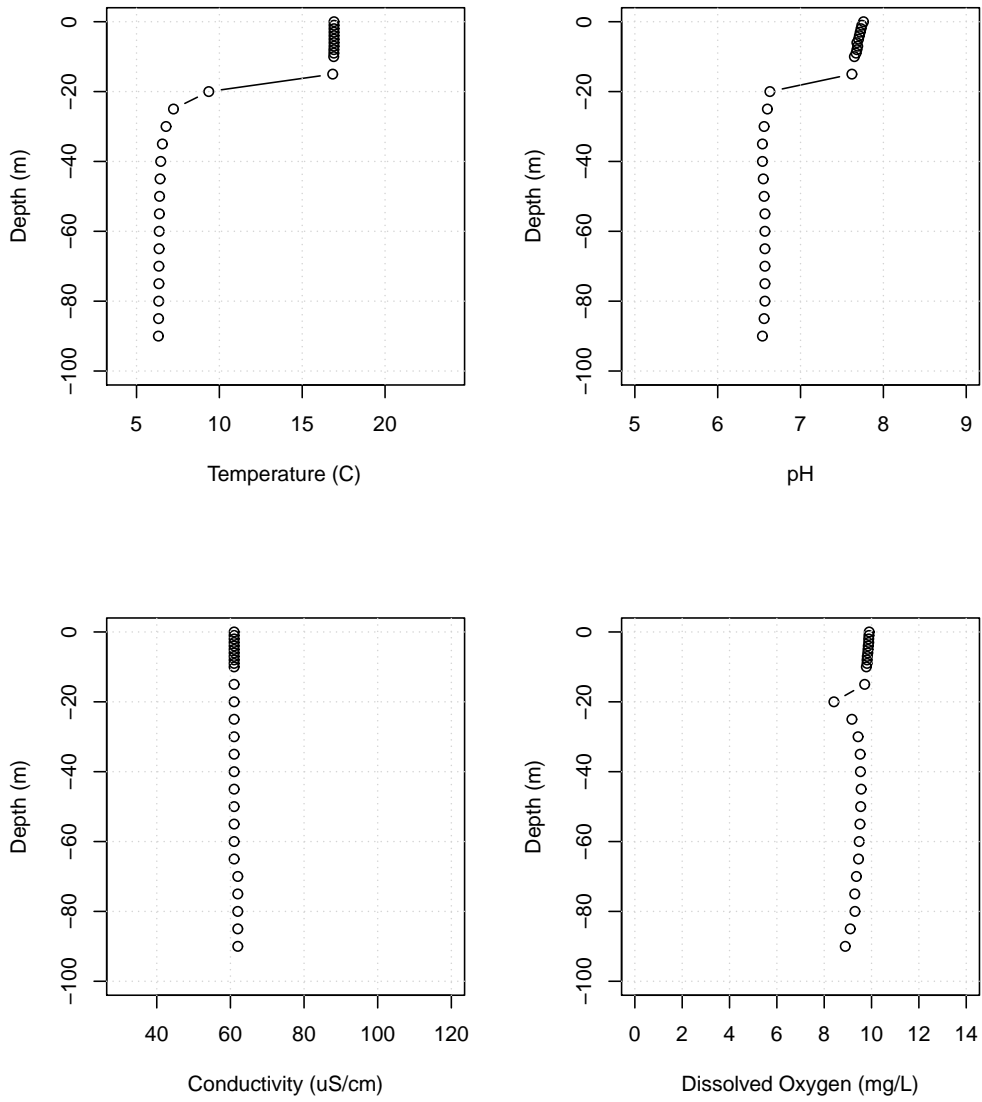 0
−20
−40
−60
−80
−100
Depth (m)
5 10 15 20
Temperature (C)
0
−20
−40
−60
−80
−100
Depth (m)
5 6 7 8 9
pH
0
−20
−40
−60
−80
−100
Depth (m)
40 60 80 100 120
Conductivity (uS/cm)
0
−20
−40
−60
−80
−100
Depth (m)
0 2 4 6 8 10 12 14
Dissolved Oxygen (mg/L)